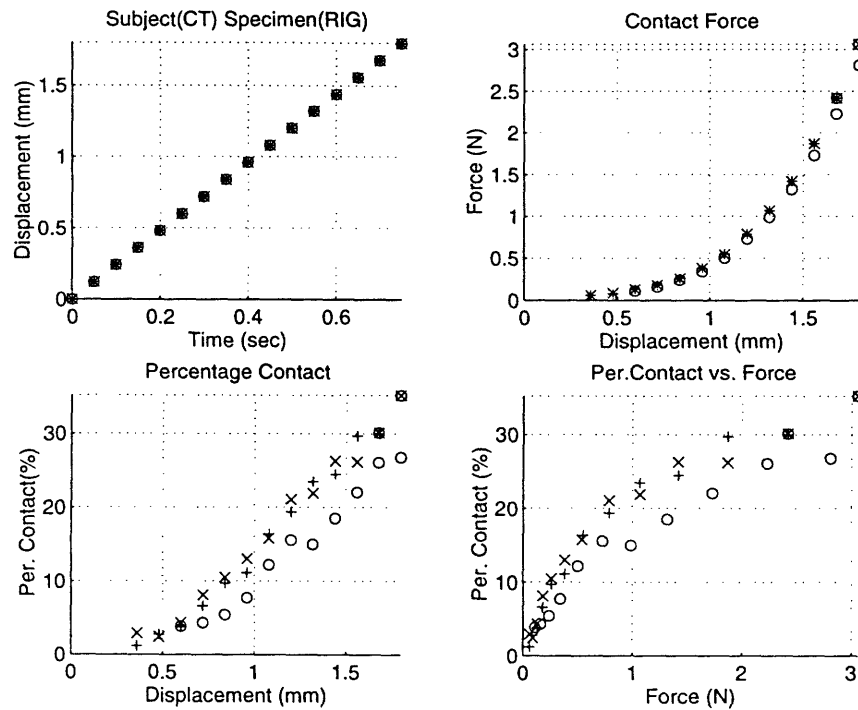 Subject(CT) Specimen(RIG)
Displacement (mm)
1.5
1
0.5
0
0
0.2
0.4
0.6
Time (sec)
Contact Force
Force (N)
3
2.5
2
1.5
1
0.5
0
0
0.5
1
1.5
Displacement (mm)
Percentage Contact
Per. Contact(%)
30
20
10
0
0
0.5
1
1.5
Displacement (mm)
Per.Contact vs. Force
Per. Contact (%)
30
20
10
0
0
1
2
3
Force (N)